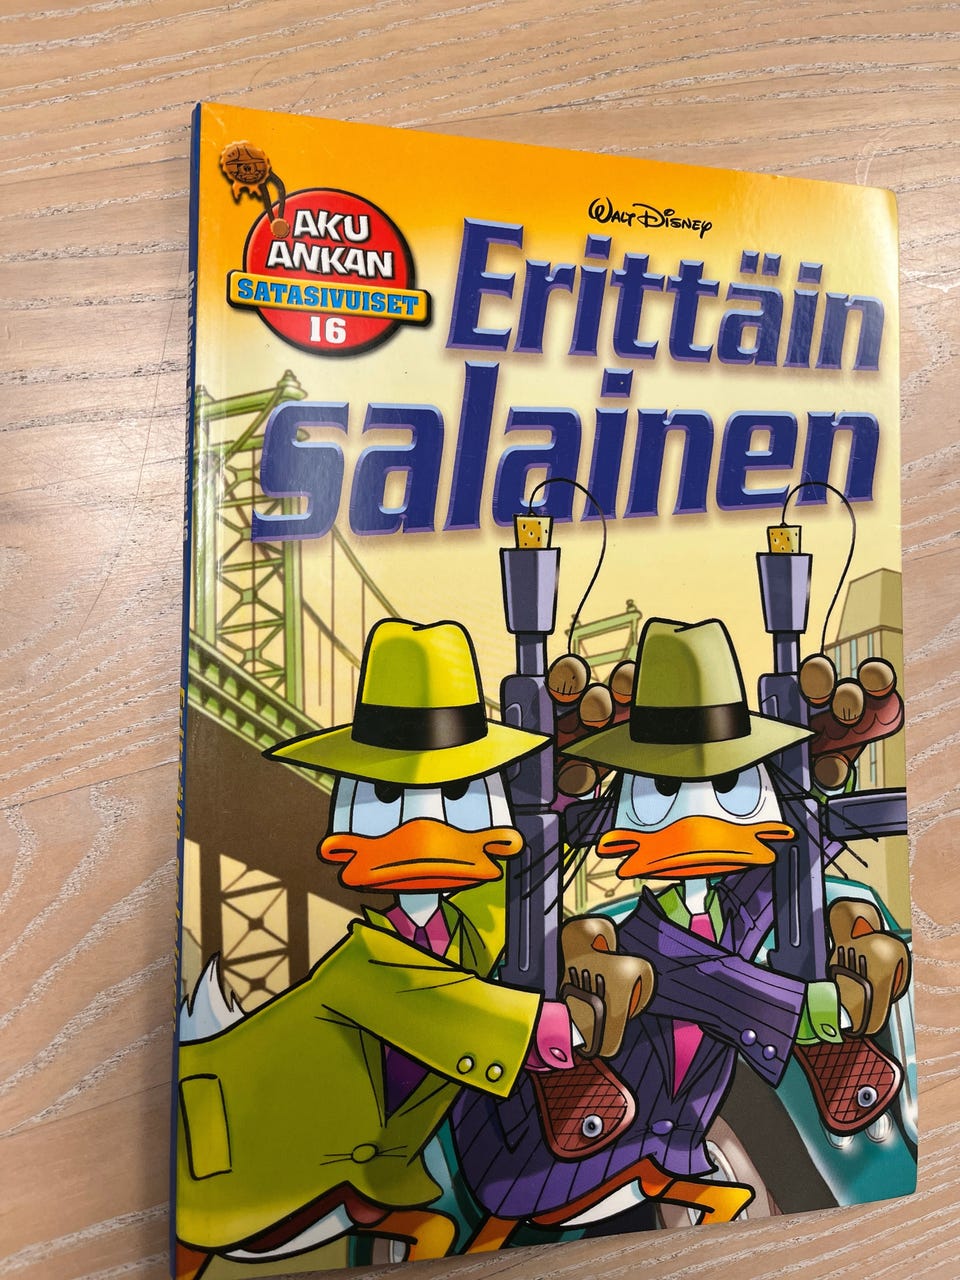 AKU
ANKAN
SATASIVUISET
16
WALT DISNEY
Erittäin
salainen